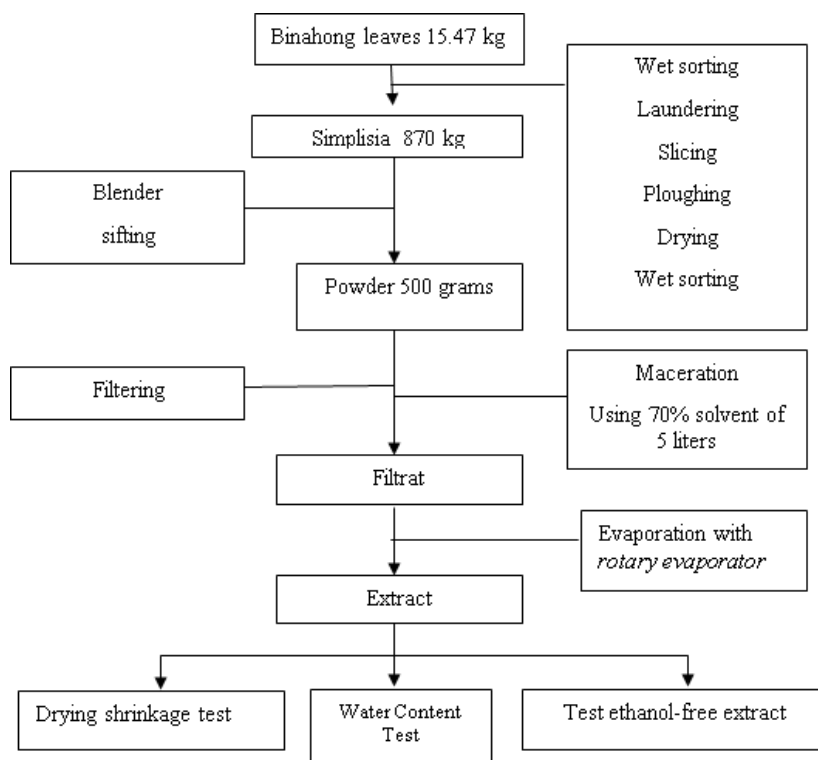 Binahong leaves 15.47 kg
Wet sorting
Laundering
Slicing
Ploughing
Drying
Wet sorting
Simplisia 870 kg
Blender
sifting
Powder 500 grams
Filtering
Maceration
Using 70% solvent of
5 liters
Filtrat
Evaporation with
rotary evaporator
Extract
Drying shrinkage test
Water Content
Test
Test ethanol-free extract